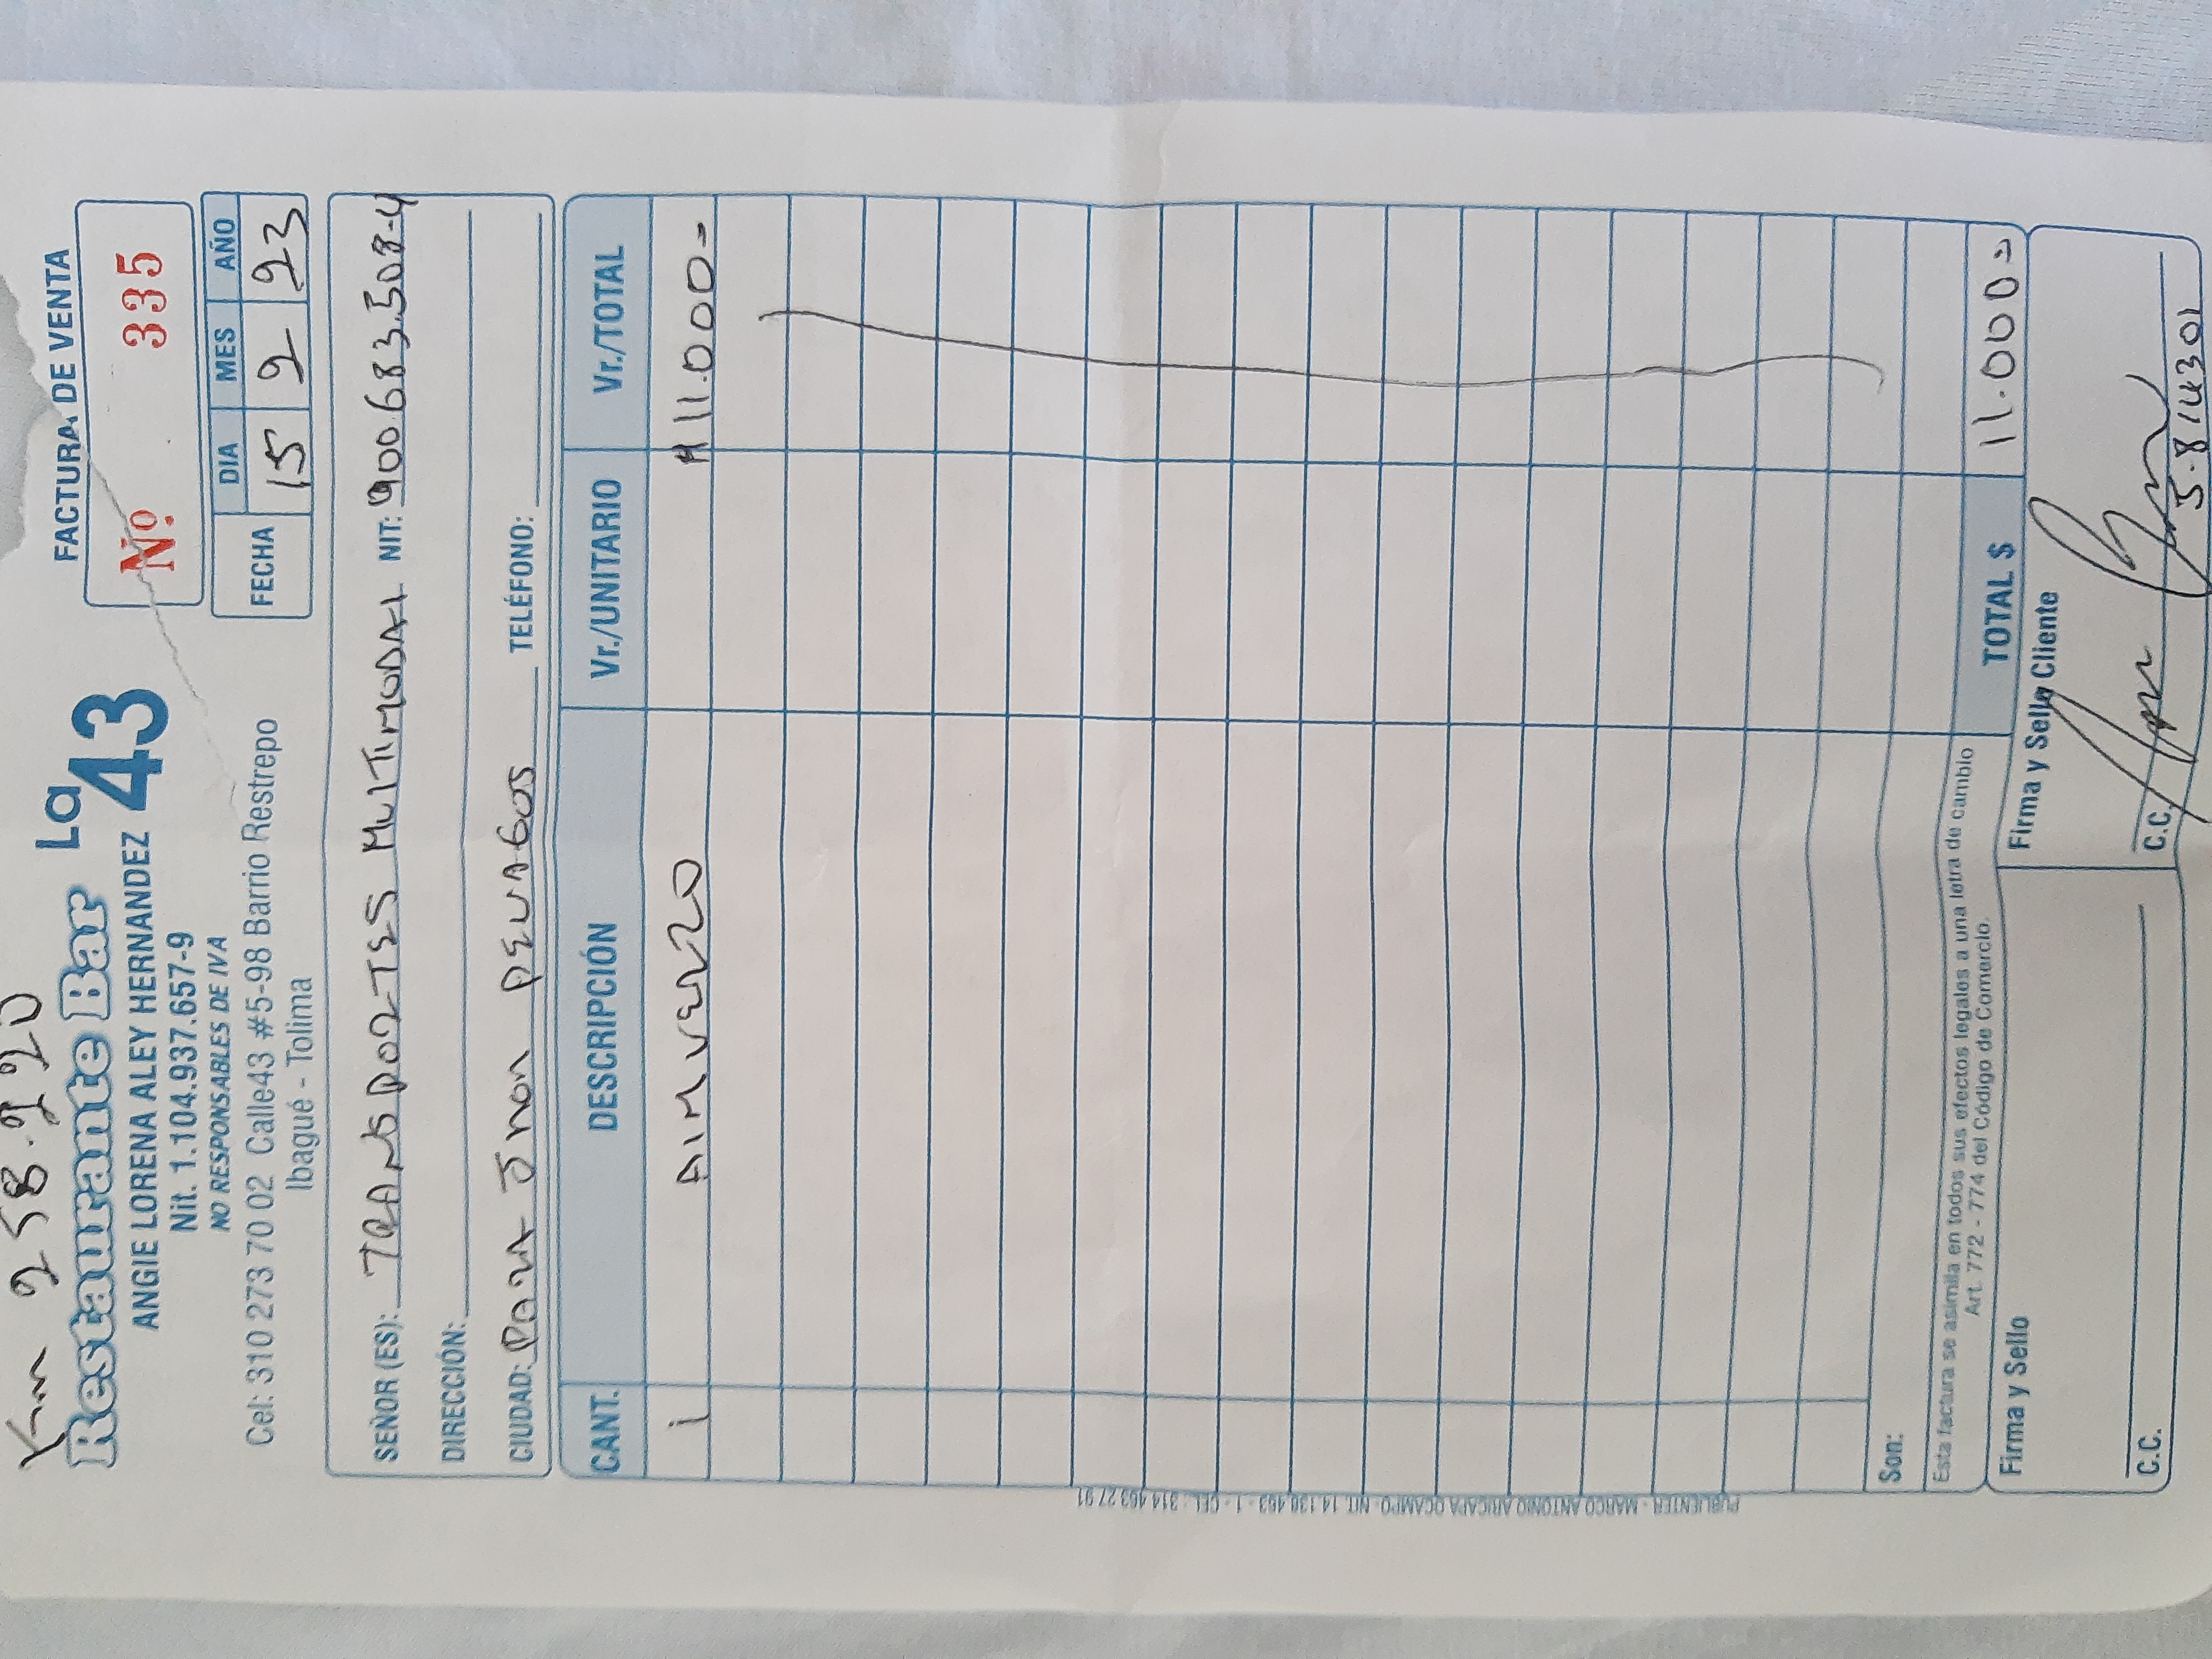 Km 258.220
Restaurante Bar La 43
ANGIE LORENA ALEY HERNANDEZ
Nit. 1.104.937.657-9
NO RESPONSABLES DE IVA
Cel: 310 273 70 02 Calle43 #5-98 Barrio Restrepo
Ibagué - Tolima
FACTURA DE VENTA
No. 335
FECHA DIA MES AÑO
15 2 23
SEÑOR (ES): TRANSPORTES MULTIMODAL NIT: 900683508-4
DIRECCIÓN:
CIUDAD: PARA Jhon PEUAGOS TELÉFONO:
CANT. DESCRIPCIÓN Vr./UNITARIO Vr./TOTAL
1 AlMUERZO 11.000=
Son:
Esta factura se asimila en todos sus efectos legales a una letra de cambio
Art. 772 - 774 del Código de Comercio.
TOTAL $ 11.000=
Firma y Sello
C.C.
Firma y Sello Cliente
C.C. 5.814301
PUBLIENTER - MARCO ANTONIO ARICAPA OCAMPO - NIT. 14.136.463 - 1 - CEL.: 314 463 27 91